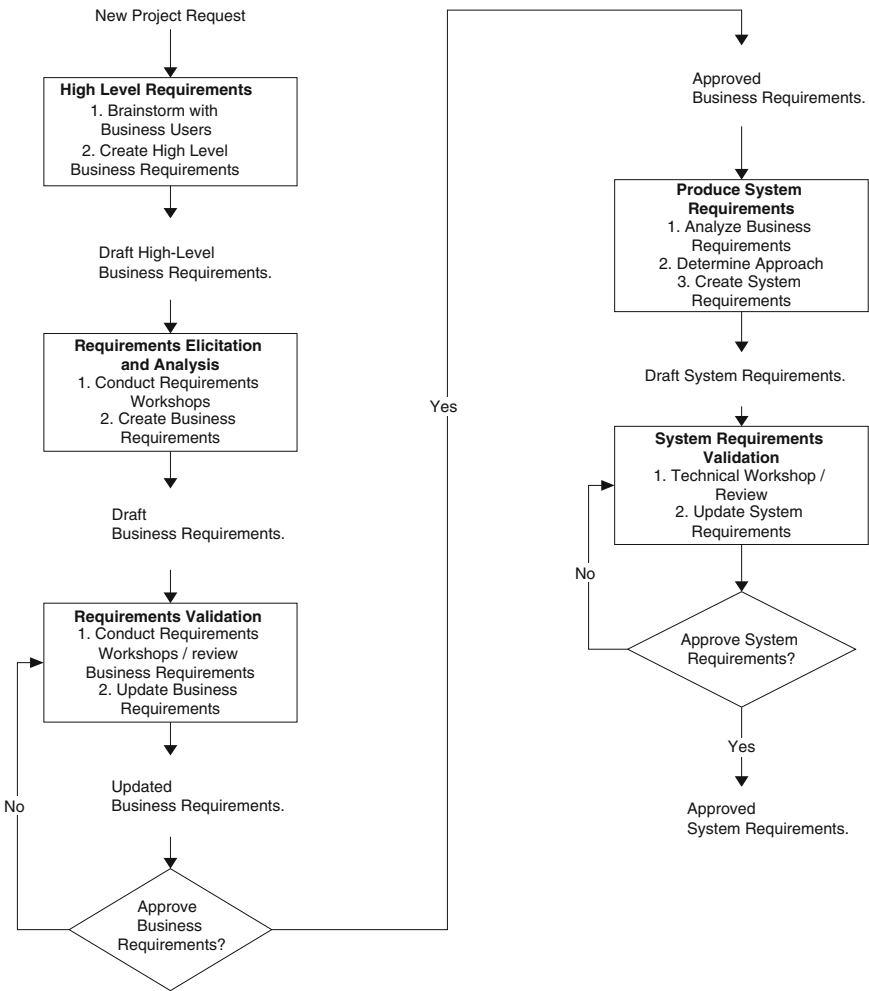 New Project Request
High Level Requirements
1. Brainstorm with
Business Users
2. Create High Level
Business Requirements
Draft High-Level
Business Requirements.
Requirements Elicitation
and Analysis
1. Conduct Requirements
Workshops
2. Create Business
Requirements
Draft
Business Requirements.
Requirements Validation
1. Conduct Requirements
Workshops / review
Business Requirements
2. Update Business
Requirements
Updated
Business Requirements.
No
Approve
Business
Requirements?
Yes
Approved
Business Requirements.
Produce System
Requirements
1. Analyze Business
Requirements
2. Determine Approach
3. Create System
Requirements
Draft System Requirements.
System Requirements
Validation
1. Technical Workshop /
Review
2. Update System
Requirements
No
Approve System
Requirements?
Yes
Approved
System Requirements.